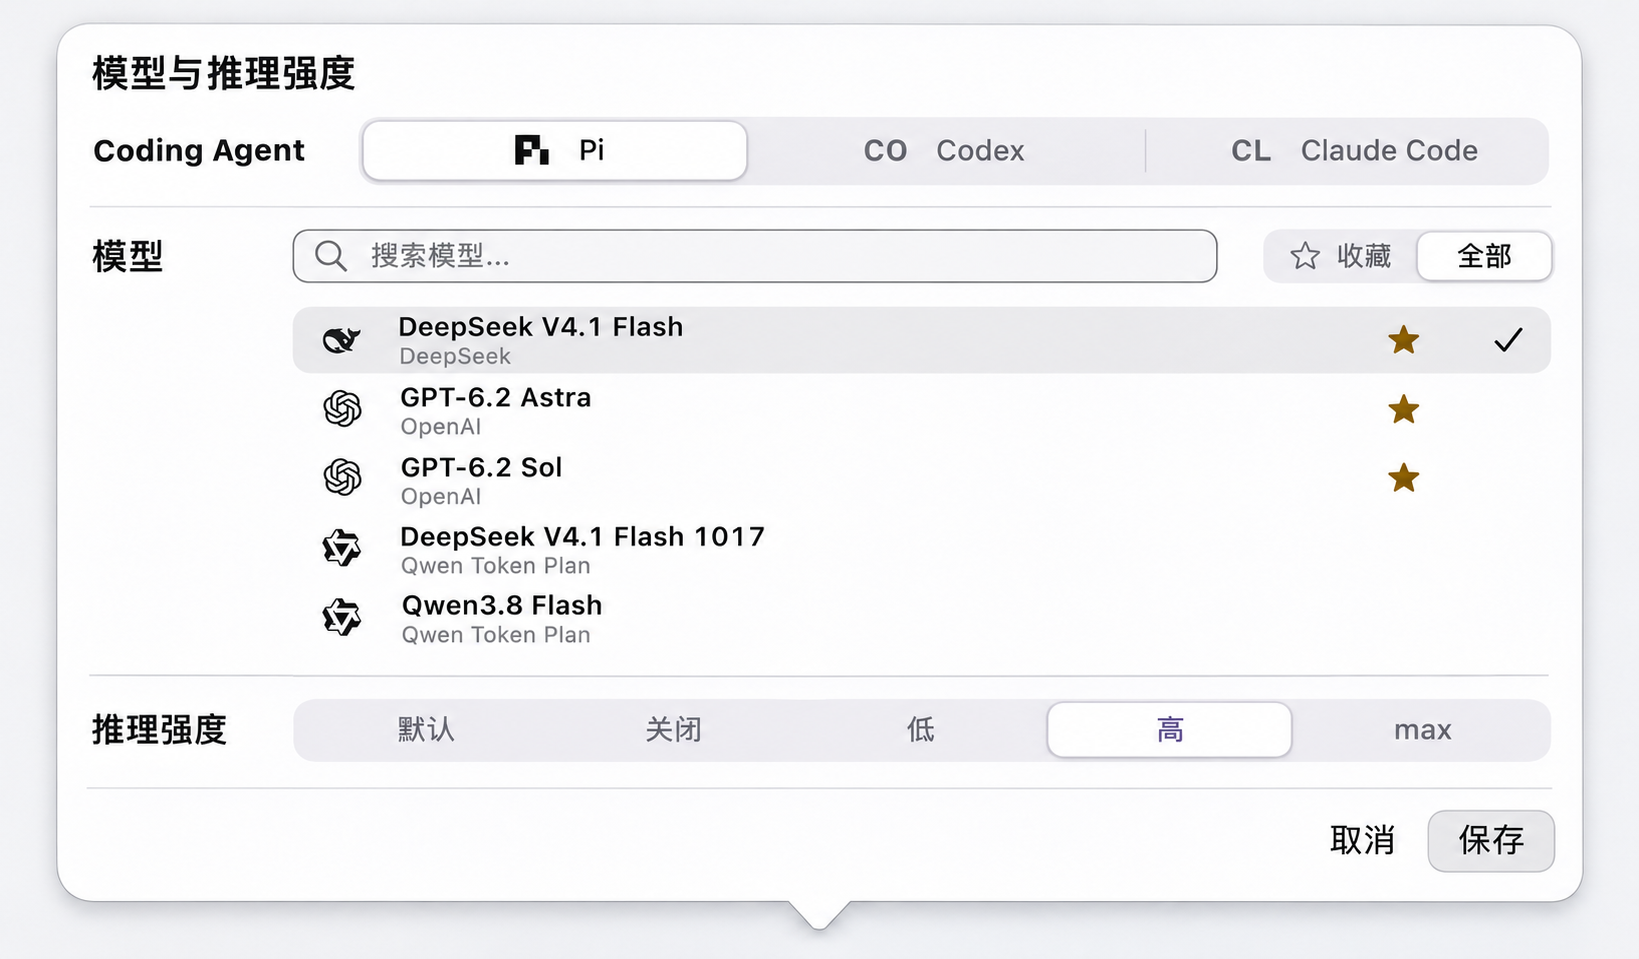 模型与推理强度
Coding Agent Pi CO Codex CL Claude Code
模型 搜索模型... 收藏 全部
DeepSeek V4.1 Flash
DeepSeek
GPT-6.2 Astra
OpenAI
GPT-6.2 Sol
OpenAI
DeepSeek V4.1 Flash 1017
Qwen Token Plan
Qwen3.8 Flash
Qwen Token Plan
推理强度 默认 关闭 低 高 max
取消 保存